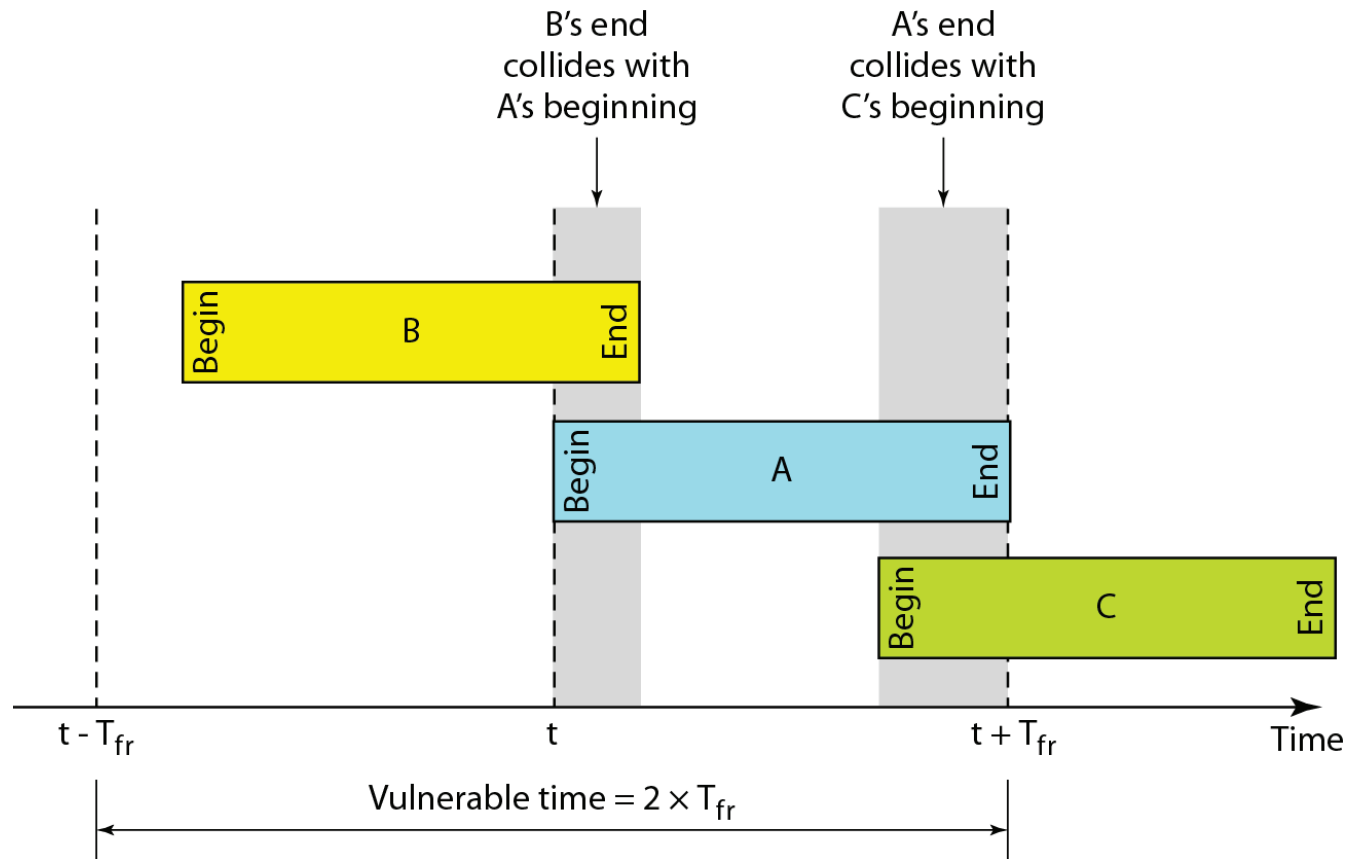 B's end
collides with
A's beginning
A's end
collides with
C's beginning
Begin
B
End
Begin
A
End
Begin
C
End
t - Tfr
t
t + Tfr
Time
Vulnerable time = 2 × Tfr